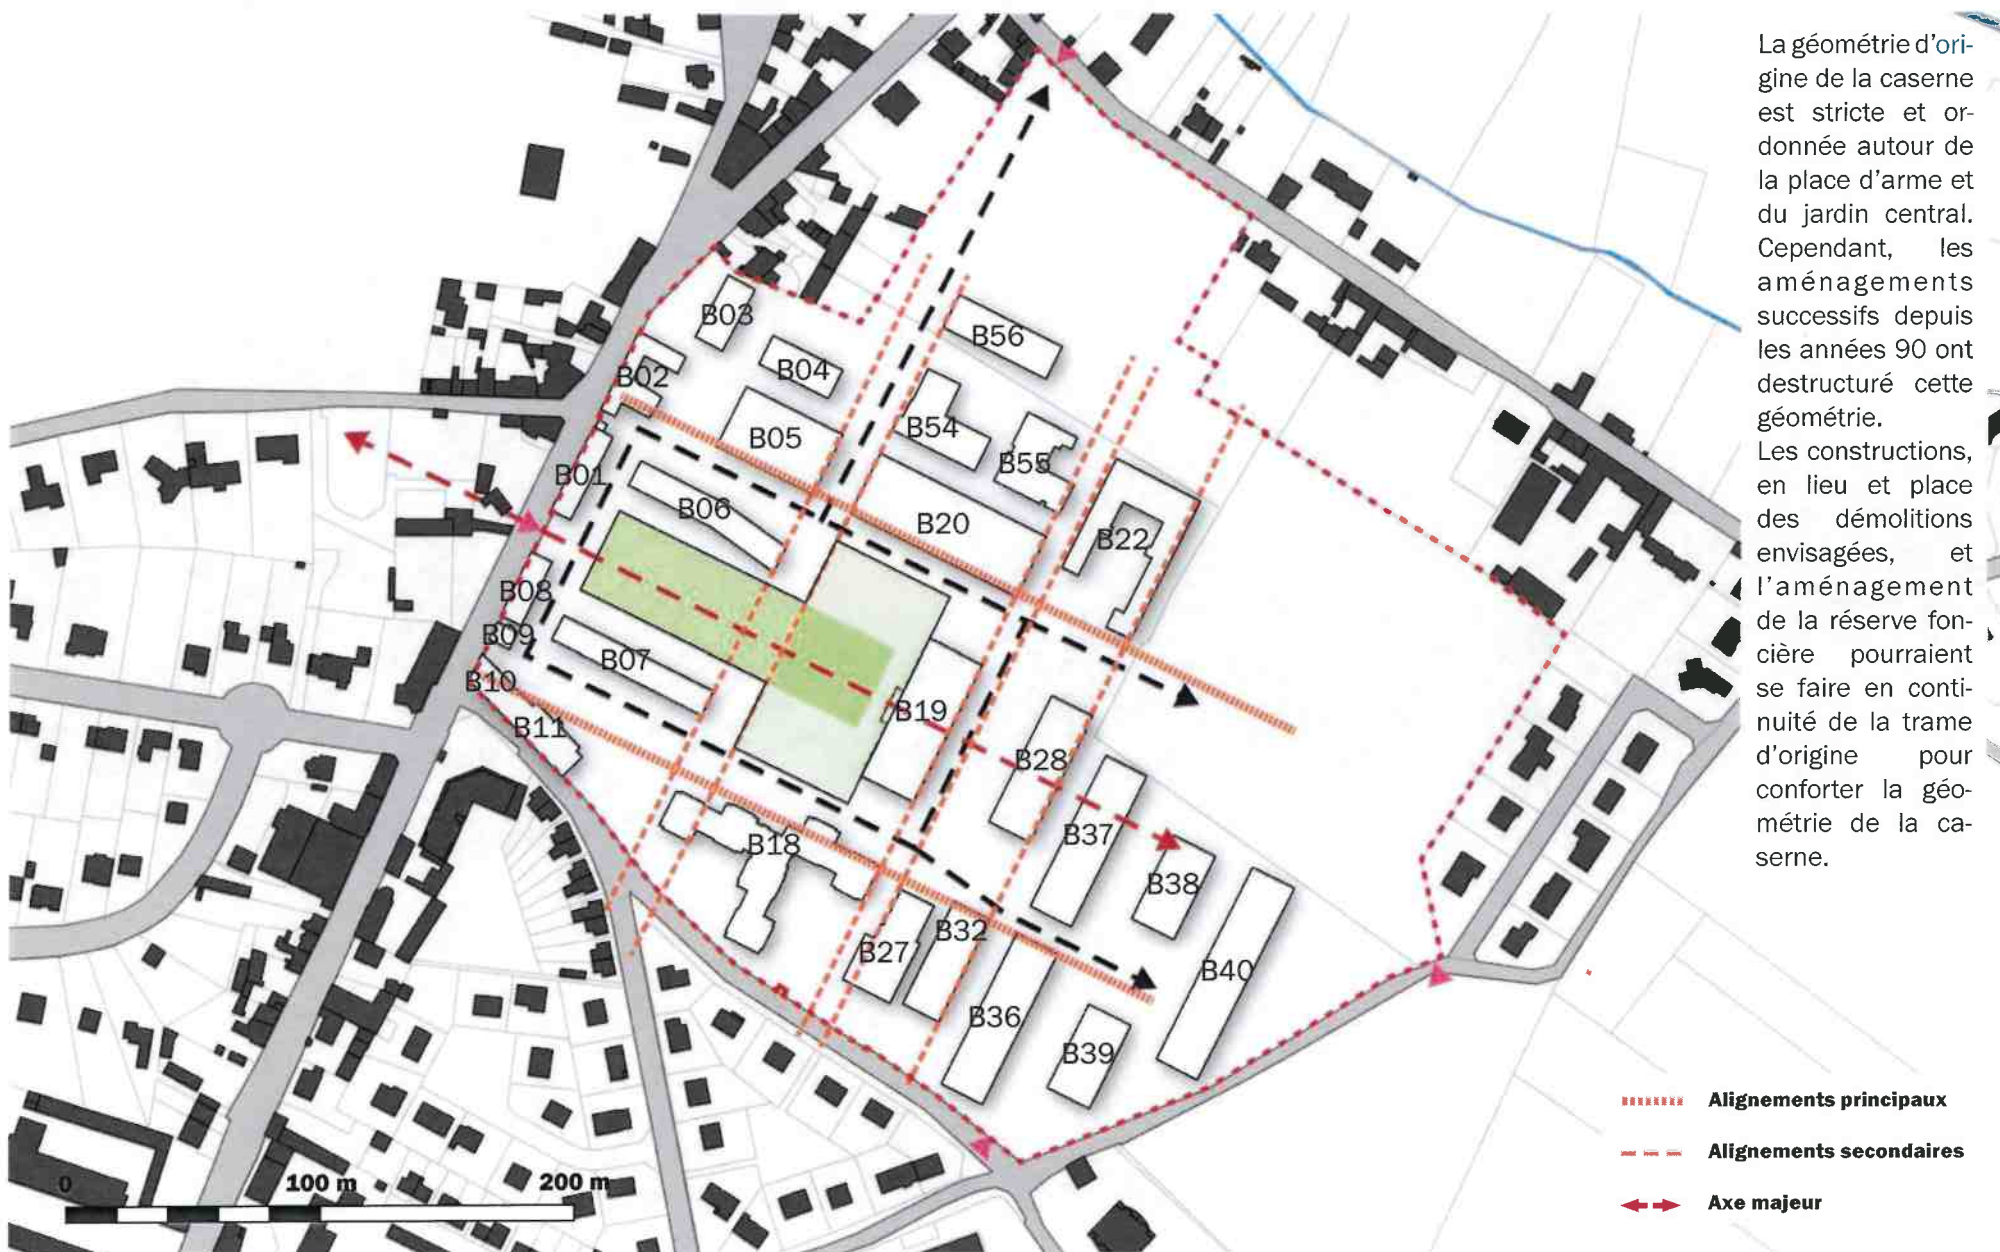 La géométrie d'ori-
gine de la caserne
est stricte et or-
donnée autour de
la place d'arme et
du jardin central.
Cependant, les
aménagements
successifs depuis
les années 90 ont
destructuré cette
géométrie.
Les constructions,
en lieu et place
des démolitions
envisagées, et
l'aménagement
de la réserve fon-
cière pourraient
se faire en conti-
nuité de la trame
d'origine pour
conforter la géo-
métrie de la ca-
serne.
B03
B56
B04
B02
B05
B54
B55
B01
B06
B20
B22
B08
B09
B07
B10
B19
B11
B28
B37
B18
B38
B32
B27
B40
B36
B39
Alignements principaux
Alignements secondaires
Axe majeur
0 100 m 200 m